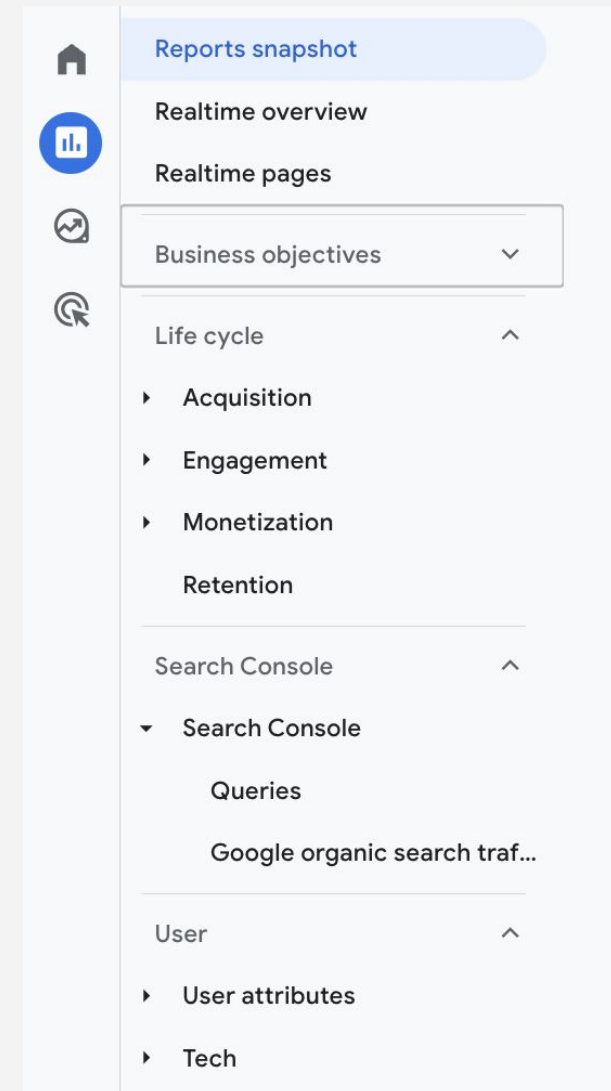 Reports snapshot
Realtime overview
Realtime pages
Business objectives
Life cycle
Acquisition
Engagement
Monetization
Retention
Search Console
Search Console
Queries
Google organic search traf...
User
User attributes
Tech